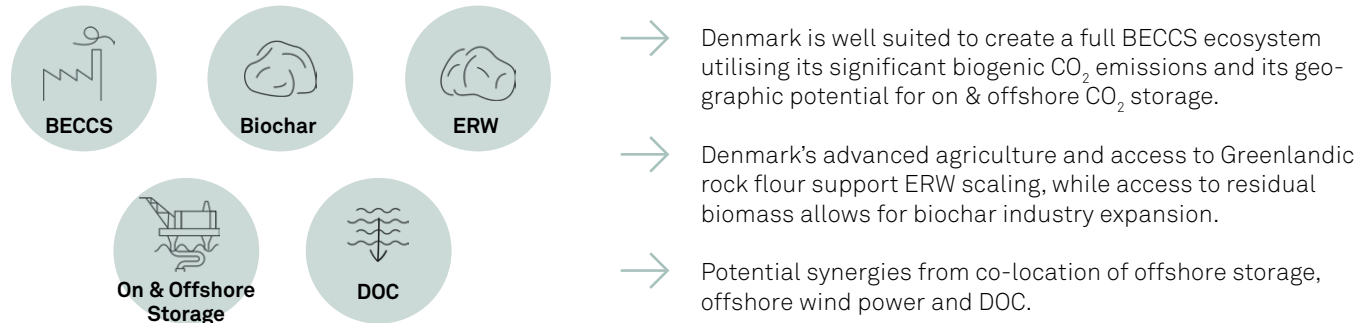 BECCS
Biochar
ERW
On & Offshore
Storage
DOC
Denmark is well suited to create a full BECCS ecosystem
utilising its significant biogenic CO₂ emissions and its geo-
graphic potential for on & offshore CO₂ storage.
Denmark's advanced agriculture and access to Greenlandic
rock flour support ERW scaling, while access to residual
biomass allows for biochar industry expansion.
Potential synergies from co-location of offshore storage,
offshore wind power and DOC.